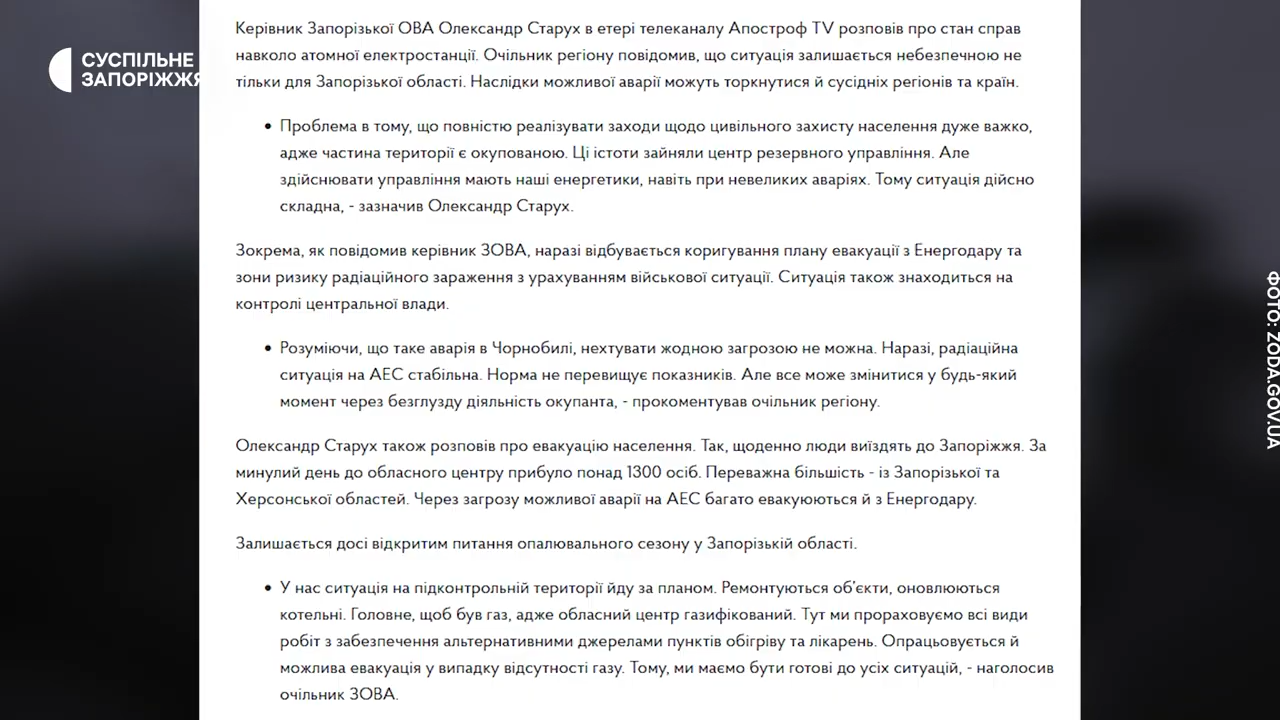 СУСПІЛЬНЕ
ЗАПОРІЖЖЯ
Керівник Запорізької ОВА Олександр Старух в етері телеканалу Апостроф TV розповів про стан справ
навколо атомної електростанції. Очільник регіону повідомив, що ситуація залишається небезпечною не
тільки для Запорізької області. Наслідки можливої аварії можуть торкнутися й сусідніх регіонів та країн.
• Проблема в тому, що повністю реалізувати заходи щодо цивільного захисту населення дуже важко,
адже частина території є окупованою. Ці істоти зайняли центр резервного управління. Але
здійснювати управління мають наші енергетики, навіть при невеликих аваріях. Тому ситуація дійсно
складна, - зазначив Олександр Старух.
Зокрема, як повідомив керівник ЗОВА, наразі відбувається коригування плану евакуації з Енергодару та
зони ризику радіаційного зараження з урахуванням військової ситуації. Ситуація також знаходиться на
контролі центральної влади.
• Розуміючи, що таке аварія в Чорнобилі, нехтувати жодною загрозою не можна. Наразі, радіаційна
ситуація на АЕС стабільна. Норма не перевищує показників. Але все може змінитися у будь-який
момент через безглузду діяльність окупанта, - прокоментував очільник регіону.
Олександр Старух також розповів про евакуацію населення. Так, щоденно люди виїздять до Запоріжжя. За
минулий день до обласного центру прибуло понад 1300 осіб. Переважна більшість - із Запорізької та
Херсонської областей. Через загрозу можливої аварії на АЕС багато евакуюються й з Енергодару.
Залишається досі відкритим питання опалювального сезону у Запорізькій області.
• У нас ситуація на підконтрольній території йду за планом. Ремонтуються об'єкти, оновлюються
котельні. Головне, щоб був газ, адже обласний центр газифікований. Тут ми прораховуємо всі види
робіт з забезпечення альтернативними джерелами пунктів обігріву та лікарень. Опрацьовується й
можлива евакуація у випадку відсутності газу. Тому, ми маємо бути готові до усіх ситуацій, - наголосив
очільник ЗОВА.
ФОТО: ZODA.GOV.UA